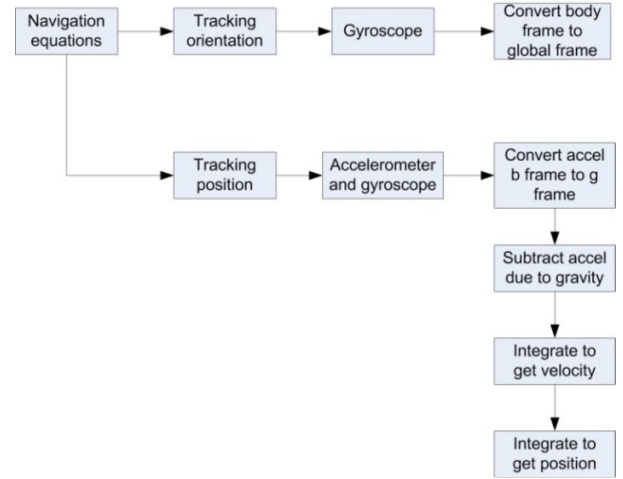 Navigation
equations
Tracking
orientation
Gyroscope
Convert body
frame to
global frame
Tracking
position
Accelerometer
and gyroscope
Convert accel
b frame to g
frame
Subtract accel
due to gravity
Integrate to
get velocity
Integrate to
get position